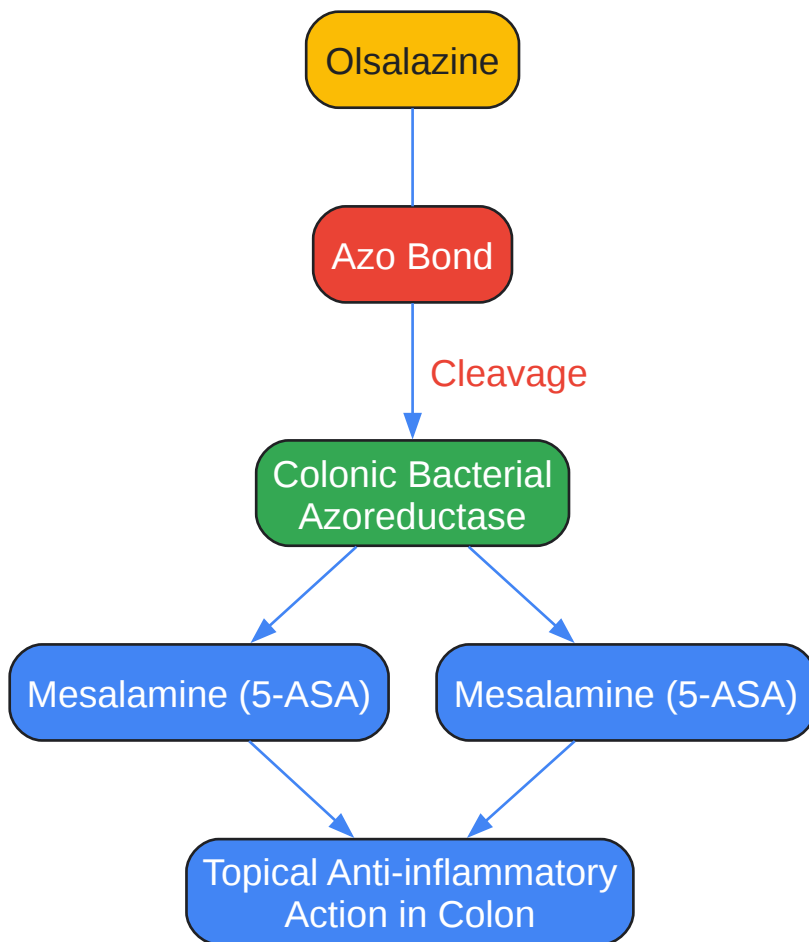 Olsalazine
Azo Bond
Cleavage
Colonic Bacterial
Azoreductase
Mesalamine (5-ASA)
Mesalamine (5-ASA)
Topical Anti-inflammatory
Action in Colon